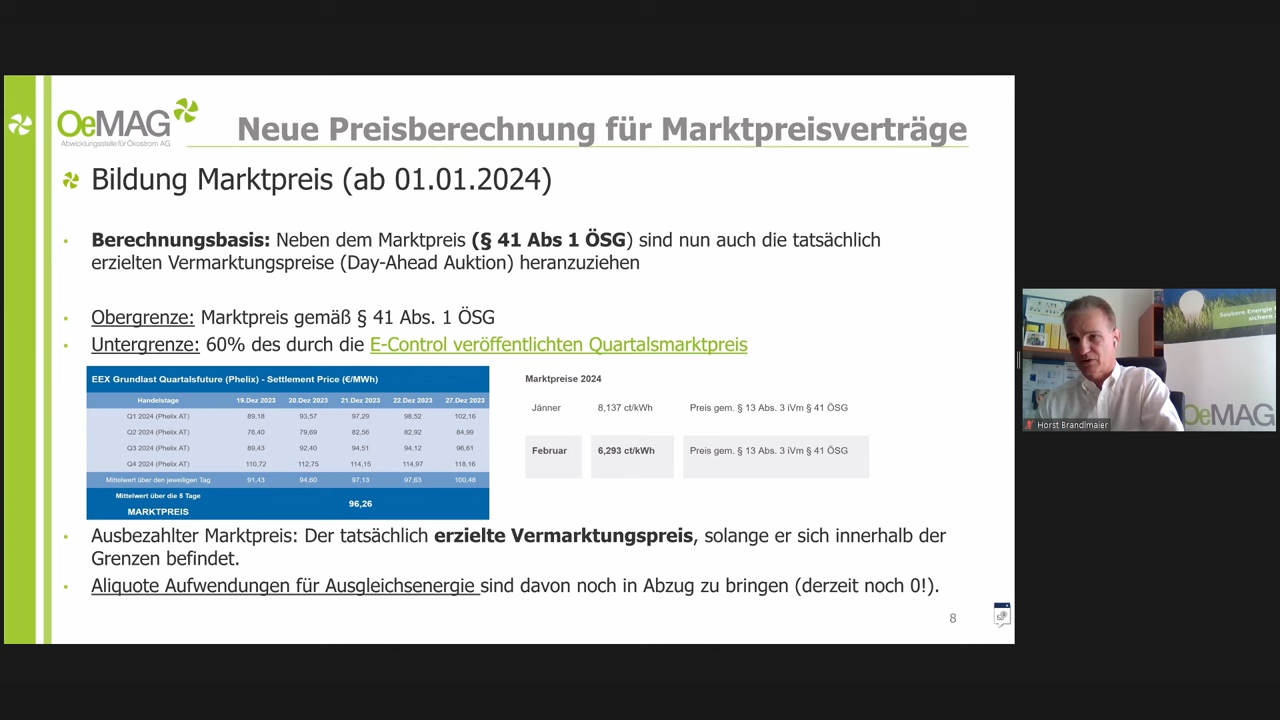 OeMAG
Abwicklungsstelle für Ökostrom AG
Neue Preisberechnung für Marktpreisverträge
Bildung Marktpreis (ab 01.01.2024)
• Berechnungsbasis: Neben dem Marktpreis (§ 41 Abs 1 ÖSG) sind nun auch die tatsächlich
erzielten Vermarktungspreise (Day-Ahead Auktion) heranzuziehen
• Obergrenze: Marktpreis gemäß § 41 Abs. 1 ÖSG
• Untergrenze: 60% des durch die E-Control veröffentlichten Quartalsmarktpreis
EEX Grundlast Quartalsfuture (Phelix) - Settlement Price (€/MWh)
Handelstage 19.Dez 2023 20.Dez 2023 21.Dez 2023 22.Dez 2023 27.Dez 2023
Q1 2024 (Phelix AT) 89,18 93,57 97,29 98,52 102,16
Q2 2024 (Phelix AT) 76,40 79,69 82,56 82,92 84,99
Q3 2024 (Phelix AT) 89,43 92,40 94,51 94,12 96,61
Q4 2024 (Phelix AT) 110,72 112,75 114,15 114,97 118,16
Mittelwert über den jeweiligen Tag 91,43 94,60 97,13 97,63 100,48
Mittelwert über die 5 Tage
MARKTPREIS 96,26
Marktpreise 2024
Jänner 8,137 ct/kWh Preis gem. § 13 Abs. 3 iVm § 41 ÖSG
Februar 6,293 ct/kWh Preis gem. § 13 Abs. 3 iVm § 41 ÖSG
• Ausbezahlter Marktpreis: Der tatsächlich erzielte Vermarktungspreis, solange er sich innerhalb der
Grenzen befindet.
• Aliquote Aufwendungen für Ausgleichsenergie sind davon noch in Abzug zu bringen (derzeit noch 0!).
8
Saubere Energie
sichere
OeMAG
Horst Brandlmaier